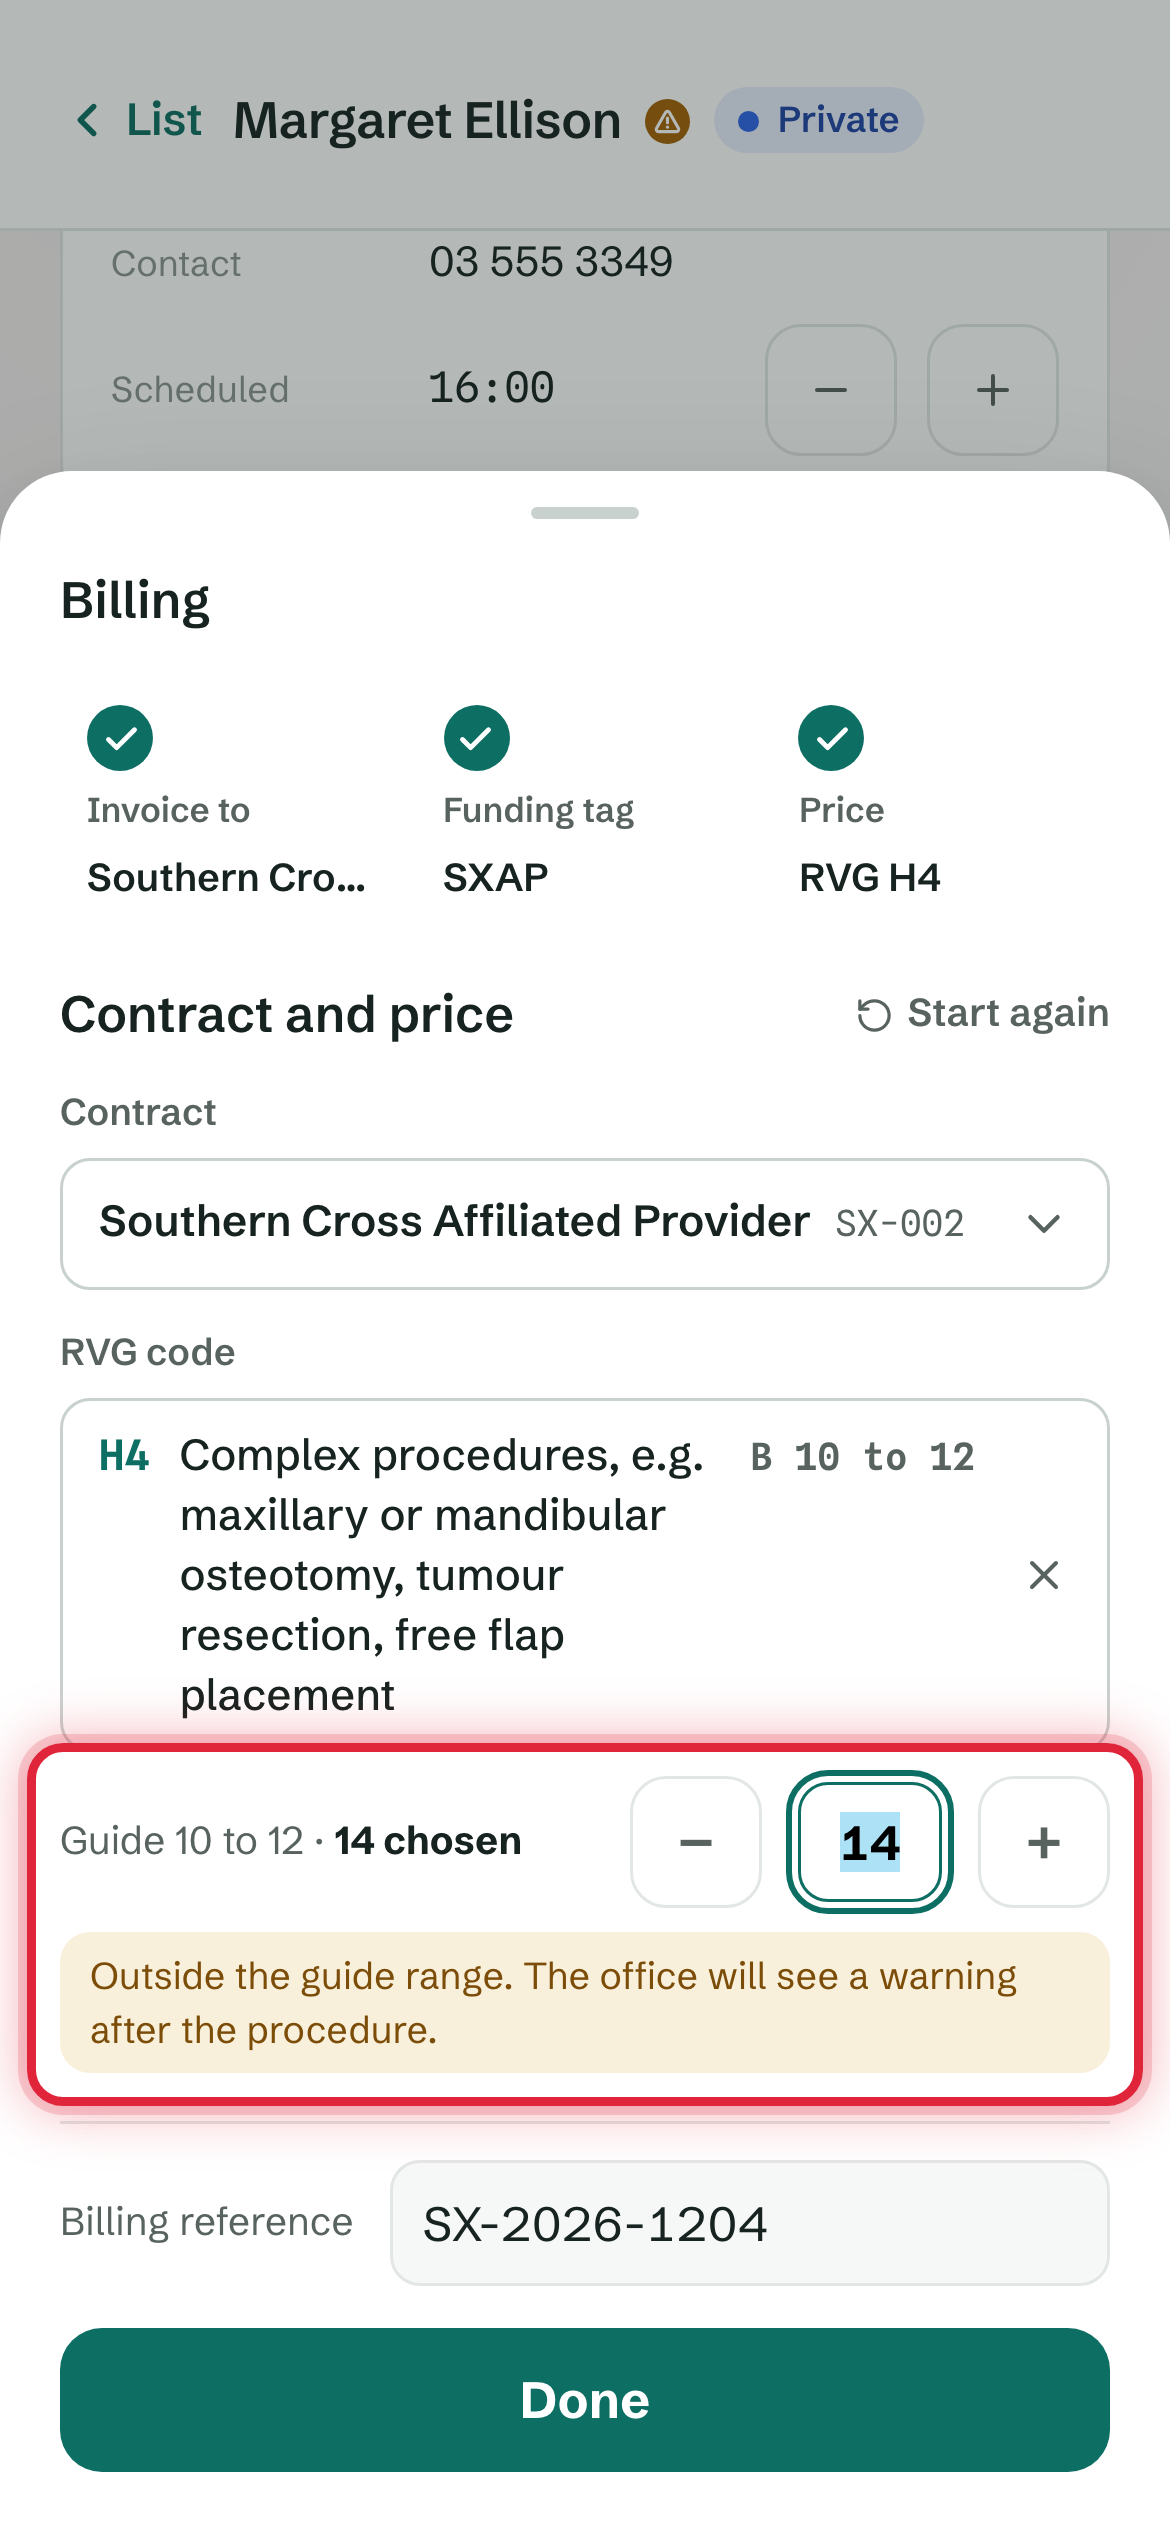 List Margaret Ellison Private
Contact 03 555 3349
Scheduled 16:00
Billing
Invoice to Funding tag Price
Southern Cro... SXAP RVG H4
Contract and price Start again
Contract
Southern Cross Affiliated Provider SX-002
RVG code
H4 Complex procedures, e.g. B 10 to 12
maxillary or mandibular
osteotomy, tumour
resection, free flap
placement
Guide 10 to 12 · 14 chosen − 14 +
Outside the guide range. The office will see a warning
after the procedure.
Billing reference SX-2026-1204
Done